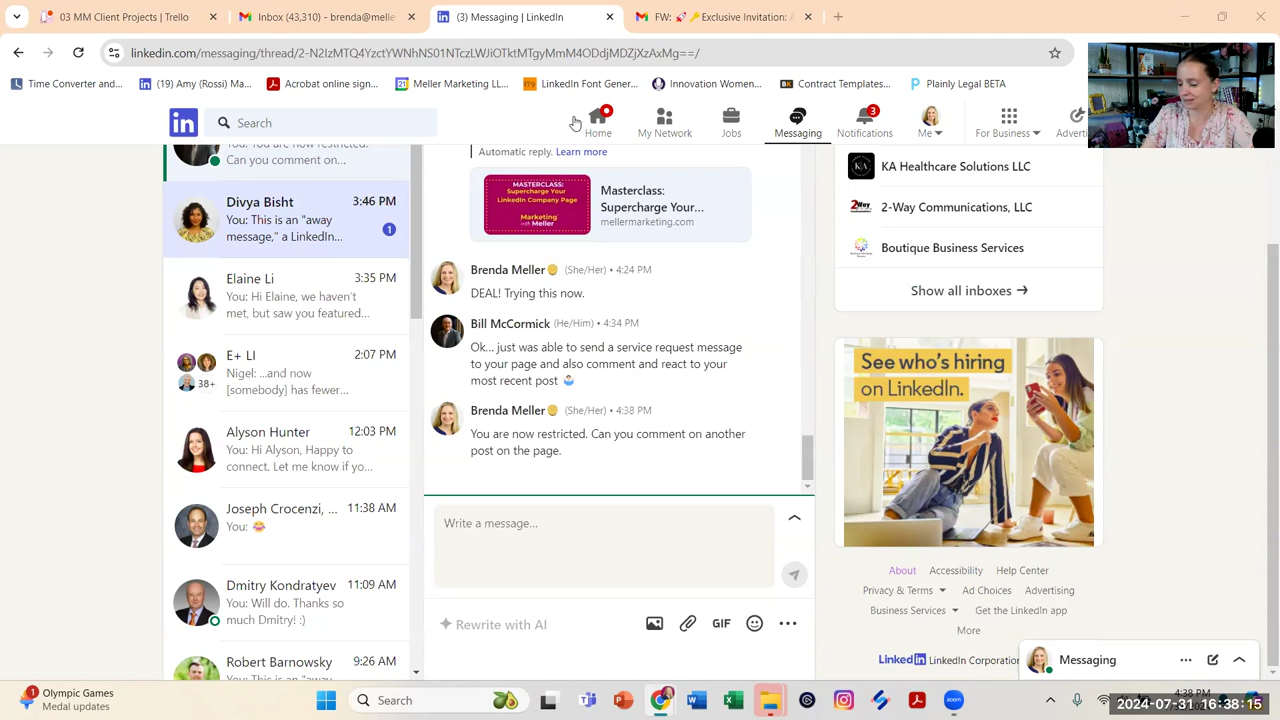 03 MM Client Projects | Trello
Inbox (43,310) - brenda@melle
(3) Messaging | LinkedIn
FW: 🚀🔑Exclusive Invitation: A
linkedin.com/messaging/thread/
Time Converter and...
(19) Amy (Rossi) Ma...
Acrobat online sign...
Meller Marketing LL...
LinkedIn Font Gener...
Innovation Women...
Contract Templates...
Plainly Legal BETA
Search
Home
My Network
Jobs
Messaging
3
Notifications
Me
For Business
Can you comment on...
Divya Bisht
3:46 PM
You: This is an "away
message," a LinkedIn...
1
Elaine Li
3:35 PM
You: Hi Elaine, we haven't
met, but saw you featured...
E+ LI
2:07 PM
Nigel: ...and now
[somebody] has fewer...
38+
Alyson Hunter
12:03 PM
You: Hi Alyson, Happy to
connect. Let me know if yo...
Joseph Crocenzi, ...
11:38 AM
You: 😂
Dmitry Kondratyev
11:09 AM
You: Will do. Thanks so
much Dmitry! :)
Robert Barnowsky
9:26 AM
Automatic reply. Learn more
MASTERCLASS:
Supercharge Your
LinkedIn Company Page
Marketing
with Meller
Masterclass:
Supercharge Your...
mellermarketing.com
Brenda Meller (She/Her) • 4:24 PM
DEAL! Trying this now.
Bill McCormick (He/Him) • 4:34 PM
Ok... just was able to send a service request message
to your page and also comment and react to your
most recent post
Brenda Meller (She/Her) • 4:38 PM
You are now restricted. Can you comment on another
post on the page.
Write a message...
Rewrite with AI
GIF
KA
KA Healthcare Solutions LLC
2Way
2-Way Communications, LLC
Boutique Business Services
Show all inboxes →
See who's hiring
on LinkedIn.
About
Accessibility
Help Center
Privacy & Terms
Ad Choices
Advertising
Business Services
Get the LinkedIn app
More
LinkedIn
LinkedIn Corporation
Messaging
1
Olympic Games
Medal updates
Search
4:38 PM
2024-07-31 16:38:15